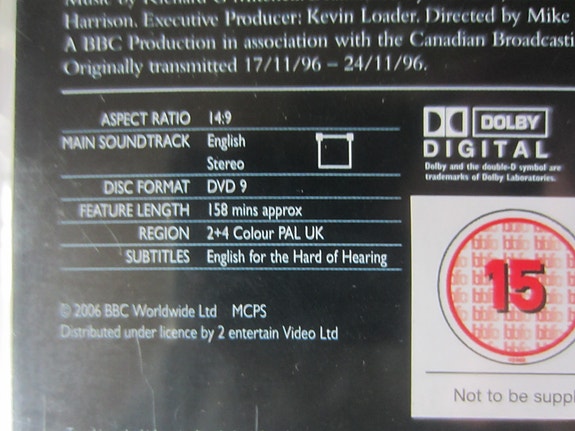 Harrison. Executive Producer: Kevin Loader. Directed by Mike
A BBC Production in association with the Canadian
Originally transmitted 17/11/96 – 24/11/96.
ASPECT RATIO 14:9
MAIN SOUNDTRACK English
Stereo
DISC FORMAT DVD 9
FEATURE LENGTH 158 mins approx
REGION 2+4 Colour PAL UK
SUBTITLES English for the Hard of Hearing
© 2006 BBC Worldwide Ltd MCPS
Distributed under licence by 2 entertain Video Ltd
DOLBY
DIGITAL
Dolby and the double-D symbol are
trademarks of Dolby Laboratories.
15
Not to be